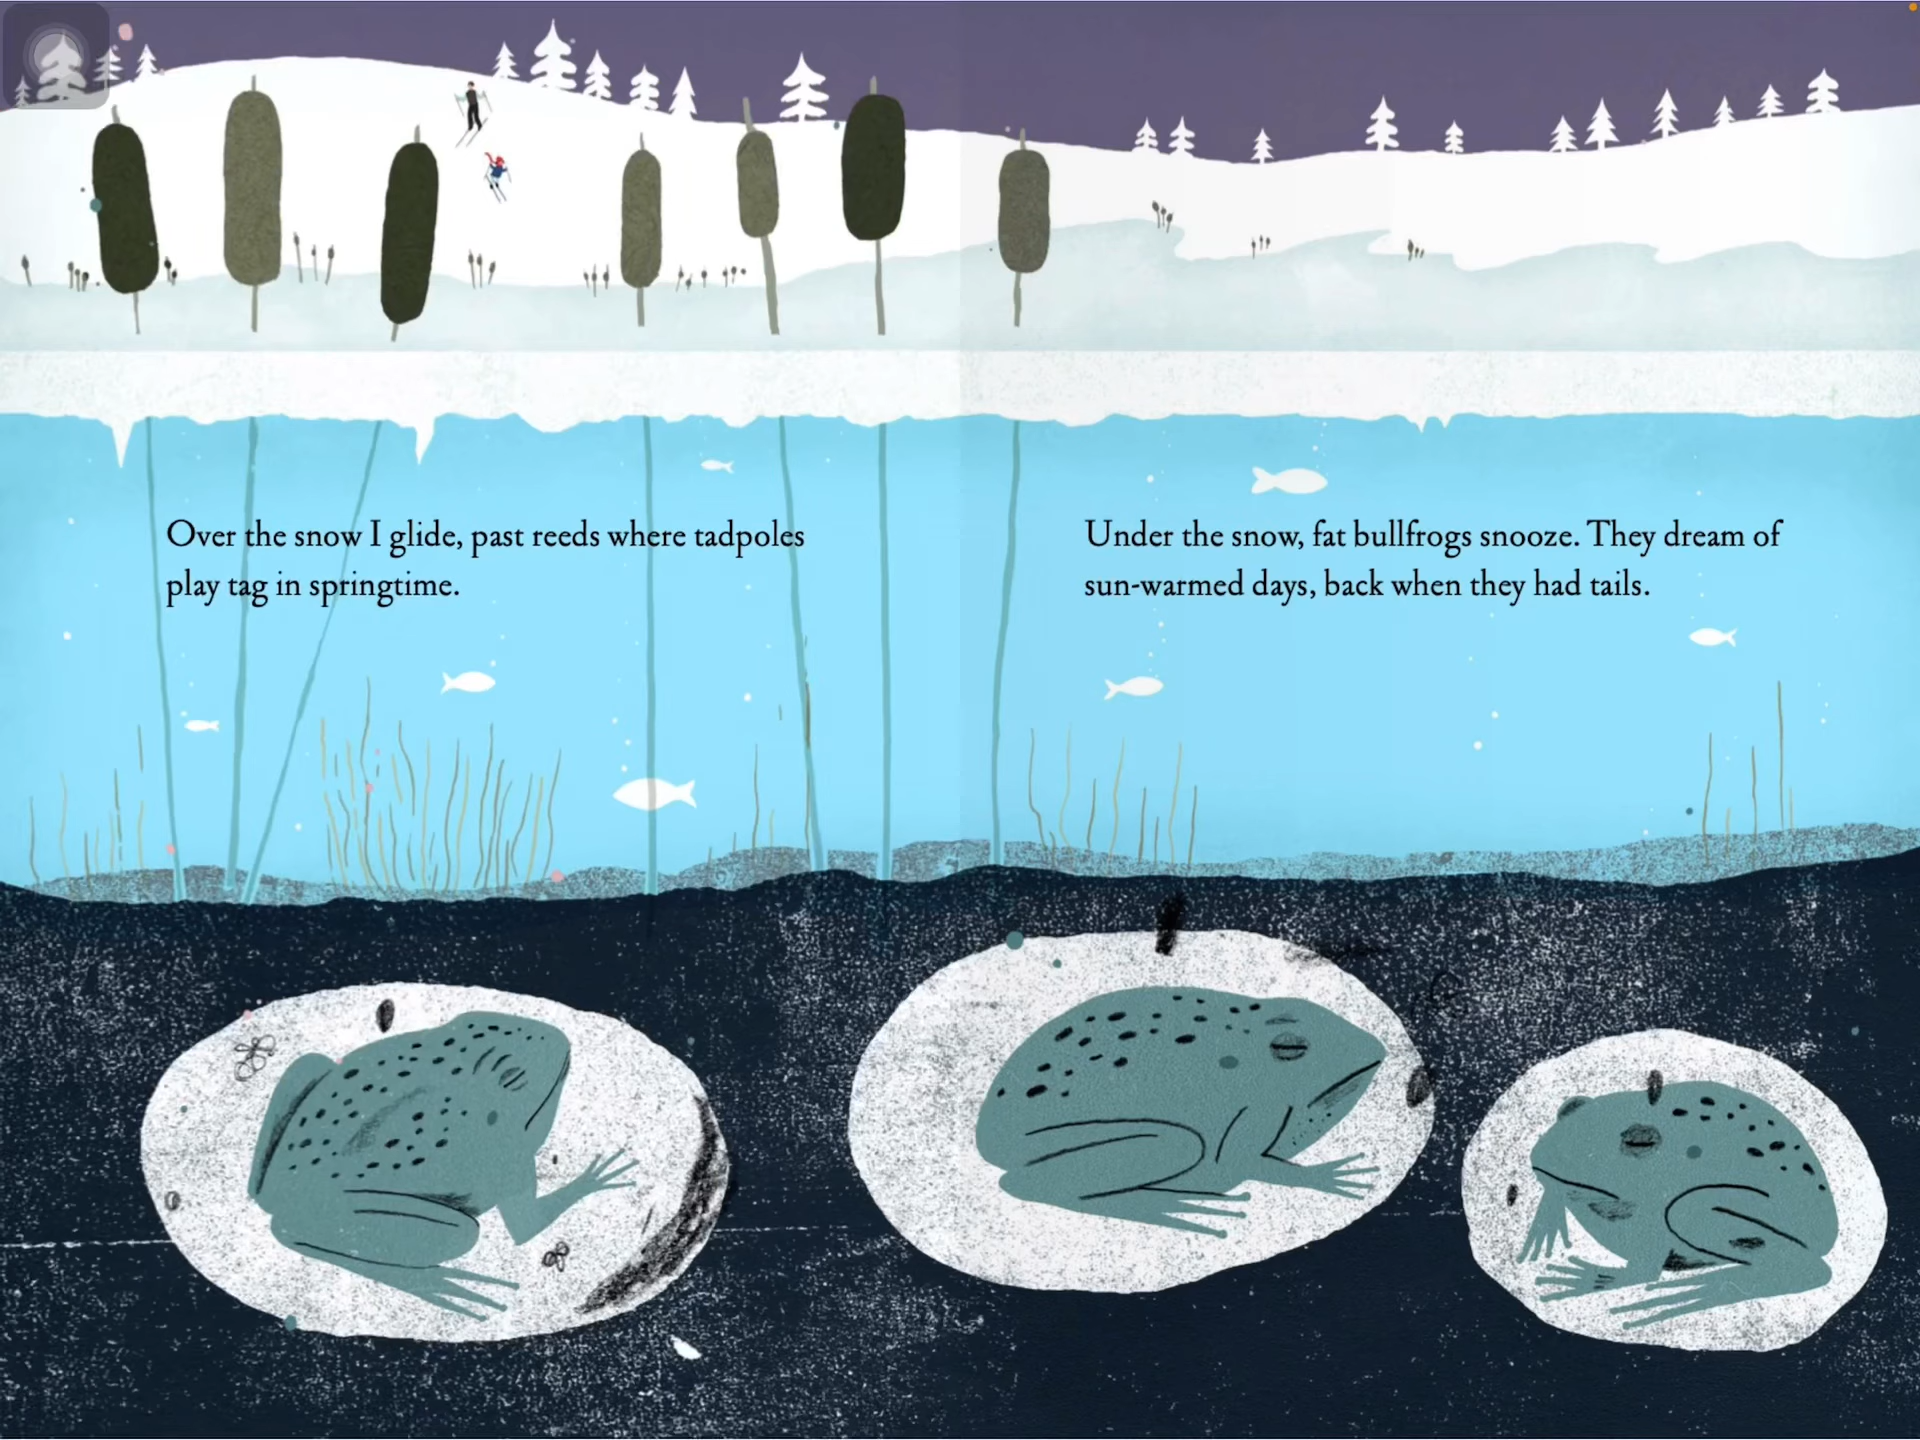 Over the snow I glide, past reeds where tadpoles
play tag in springtime.
Under the snow, fat bullfrogs snooze. They dream of
sun-warmed days, back when they had tails.